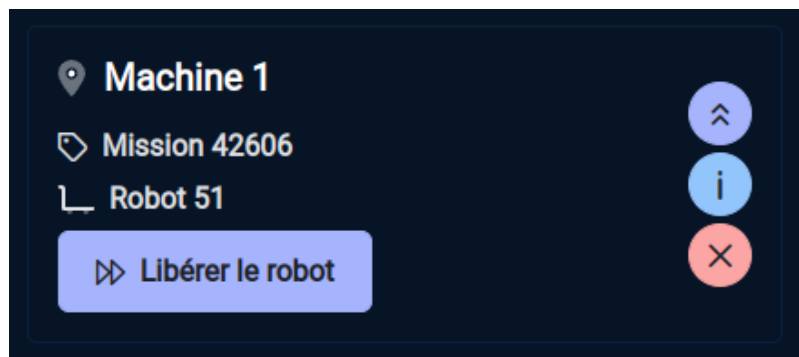 Machine 1
Mission 42606
Robot 51
Libérer le robot
i